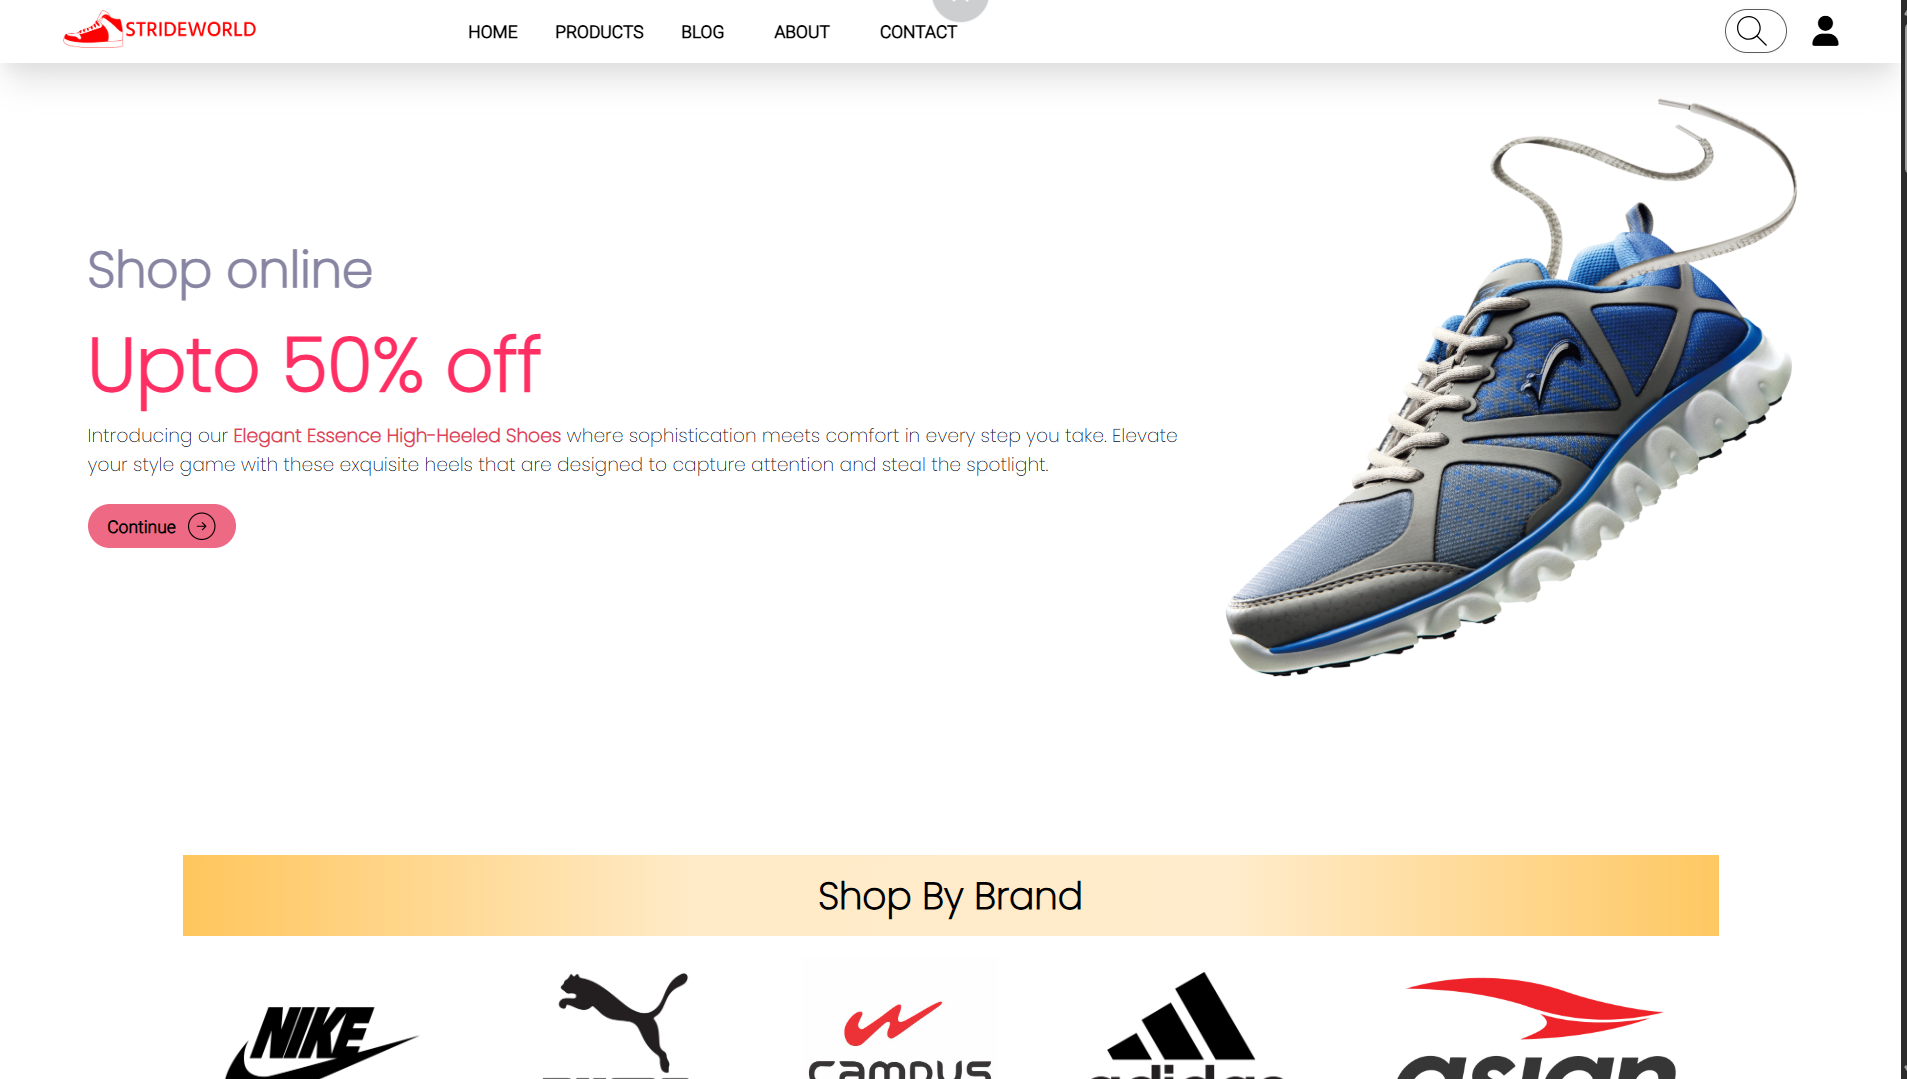 STRIDEWORLD
HOME PRODUCTS BLOG ABOUT CONTACT
Shop online
Upto 50% off
Introducing our Elegant Essence High-Heeled Shoes where sophistication meets comfort in every step you take. Elevate
your style game with these exquisite heels that are designed to capture attention and steal the spotlight.
Continue
Shop By Brand
NIKE
campus
adidas
asian